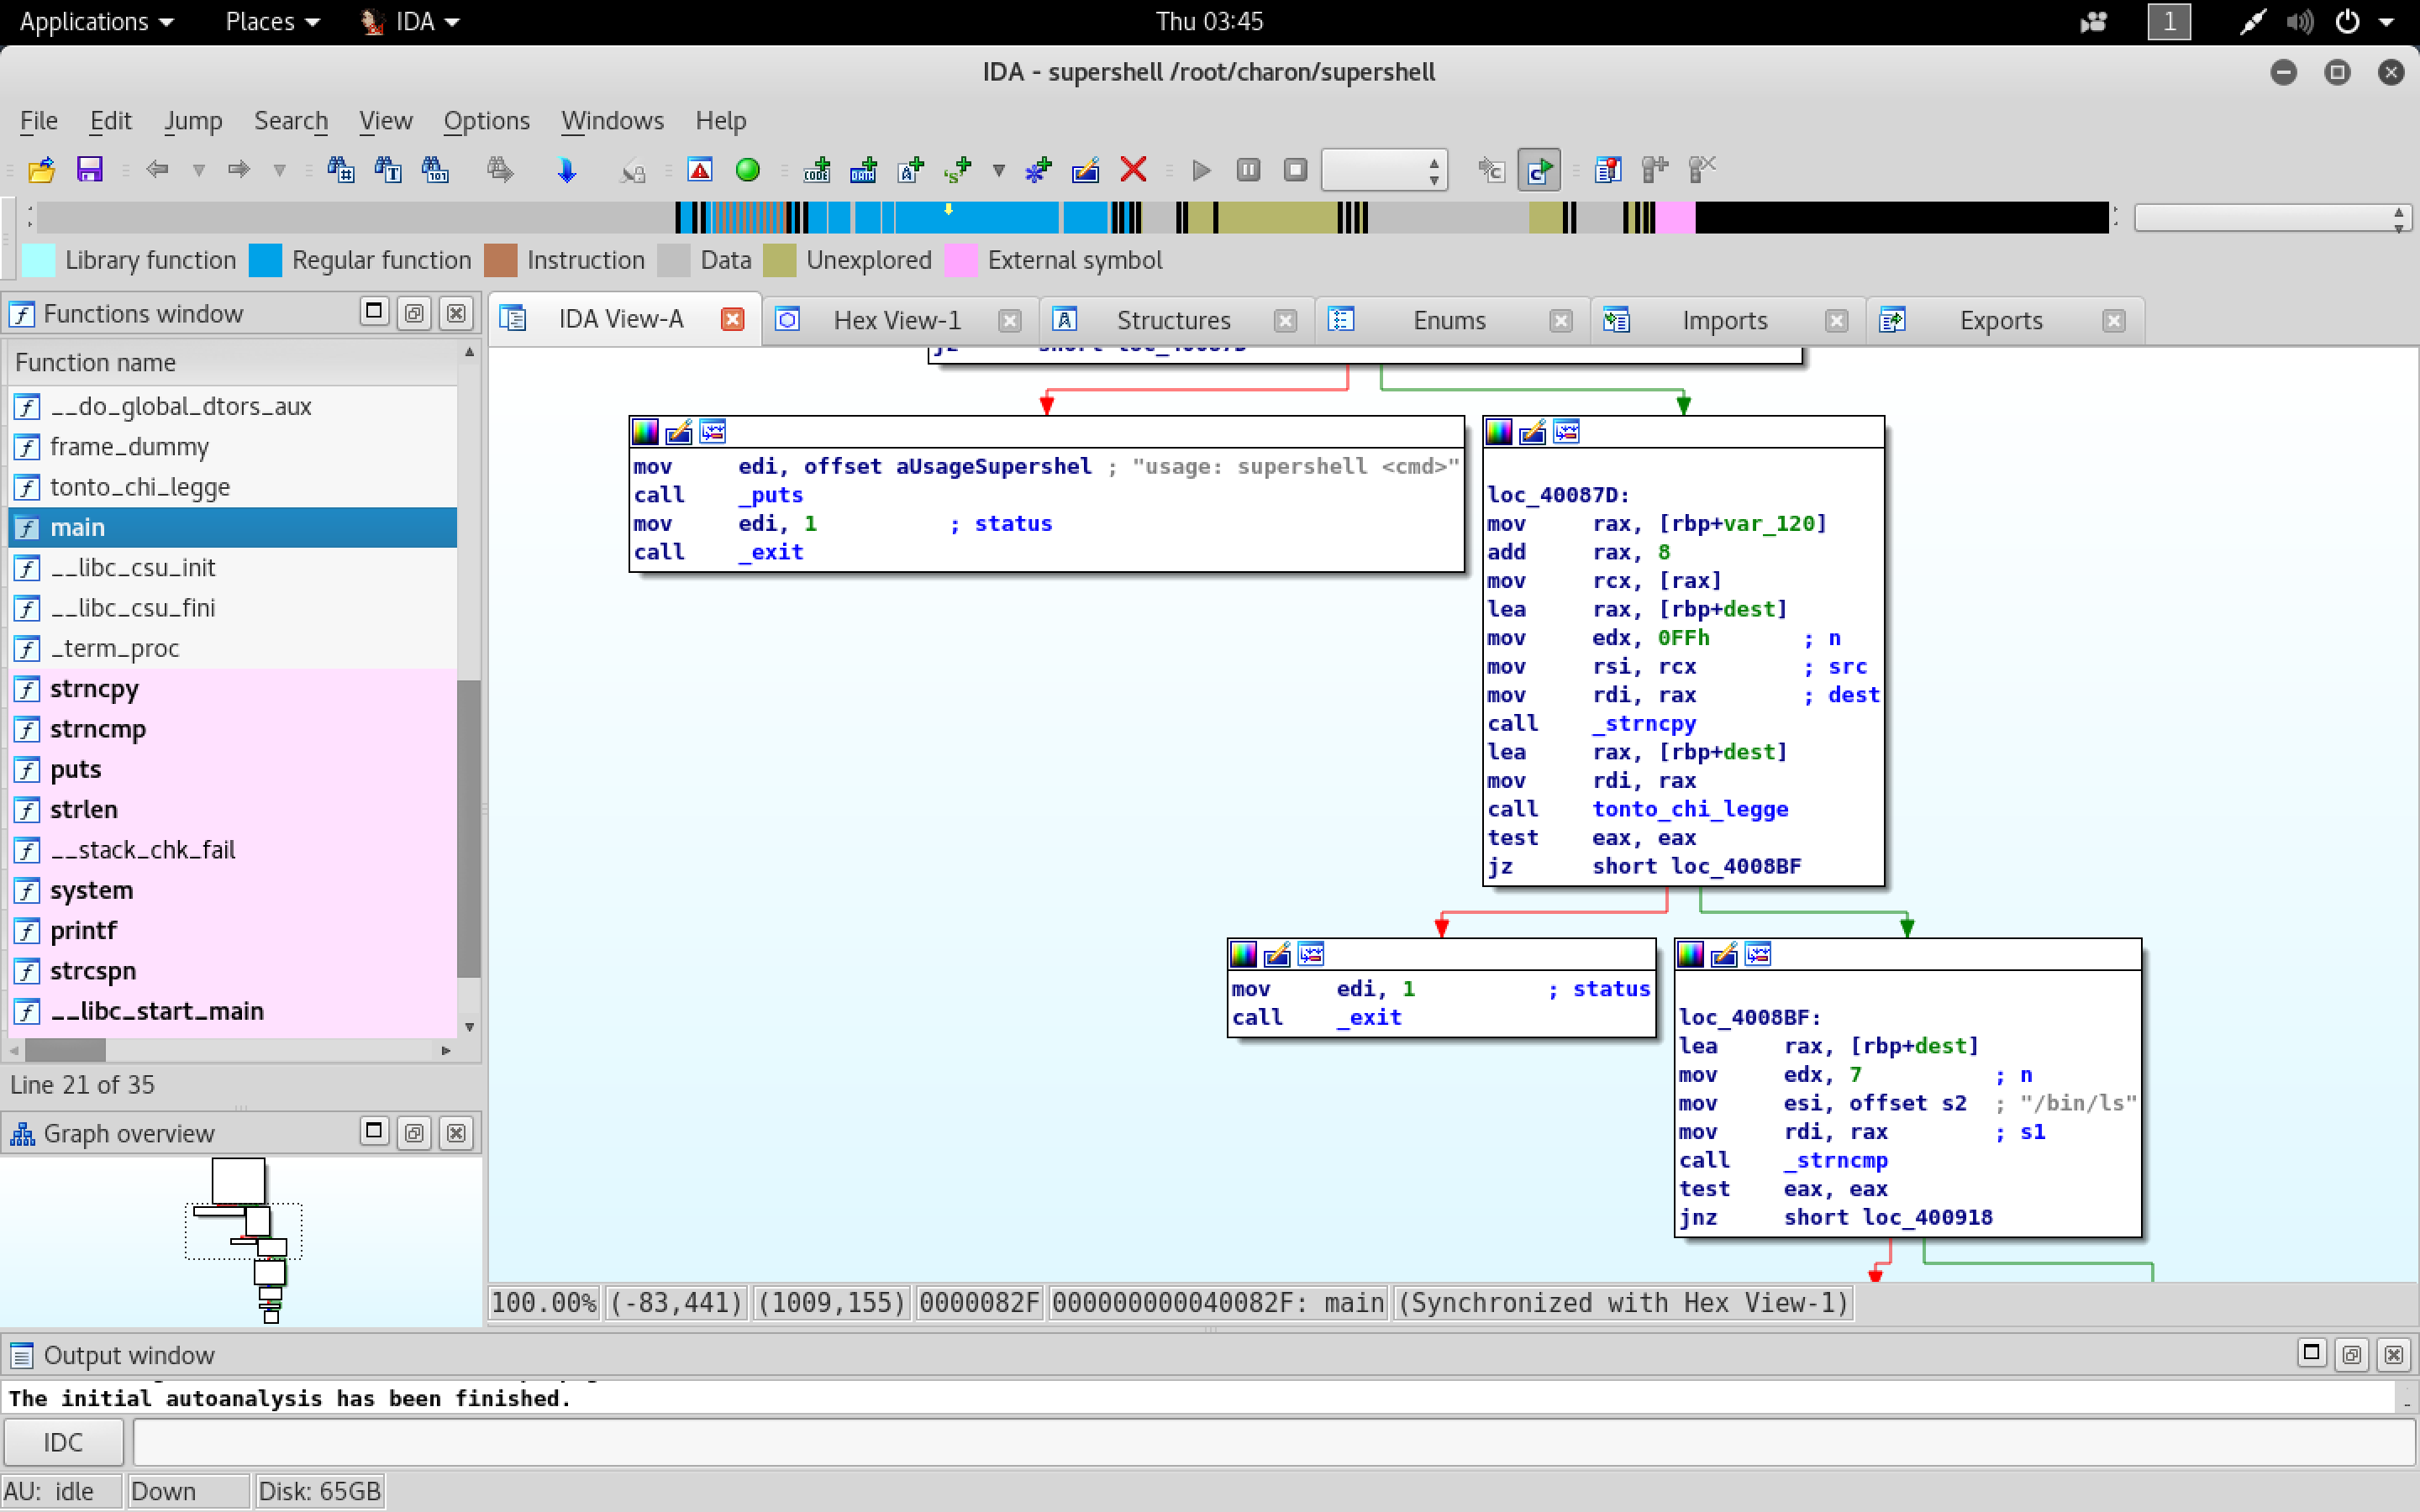 Applications Places IDA Thu 03:45 1
IDA - supershell /root/charon/supershell
File Edit Jump Search View Options Windows Help
Library function Regular function Instruction Data Unexplored External symbol
Functions window
Function name
__do_global_dtors_aux
frame_dummy
tonto_chi_legge
main
__libc_csu_init
__libc_csu_fini
_term_proc
strncpy
strncmp
puts
strlen
__stack_chk_fail
system
printf
strcspn
__libc_start_main
Line 21 of 35
Graph overview
IDA View-A Hex View-1 Structures Enums Imports Exports
jz short loc_40087D
mov edi, offset aUsageSupershel ; "usage: supershell <cmd>"
call _puts
mov edi, 1 ; status
call _exit
loc_40087D:
mov rax, [rbp+var_120]
add rax, 8
mov rcx, [rax]
lea rax, [rbp+dest]
mov edx, 0FFh ; n
mov rsi, rcx ; src
mov rdi, rax ; dest
call _strncpy
lea rax, [rbp+dest]
mov rdi, rax
call tonto_chi_legge
test eax, eax
jz short loc_4008BF
mov edi, 1 ; status
call _exit
loc_4008BF:
lea rax, [rbp+dest]
mov edx, 7 ; n
mov esi, offset s2 ; "/bin/ls"
mov rdi, rax ; s1
call _strncmp
test eax, eax
jnz short loc_400918
100.00% (-83,441) (1009,155) 0000082F 000000000040082F: main (Synchronized with Hex View-1)
Output window
The initial autoanalysis has been finished.
IDC
AU: idle Down Disk: 65GB